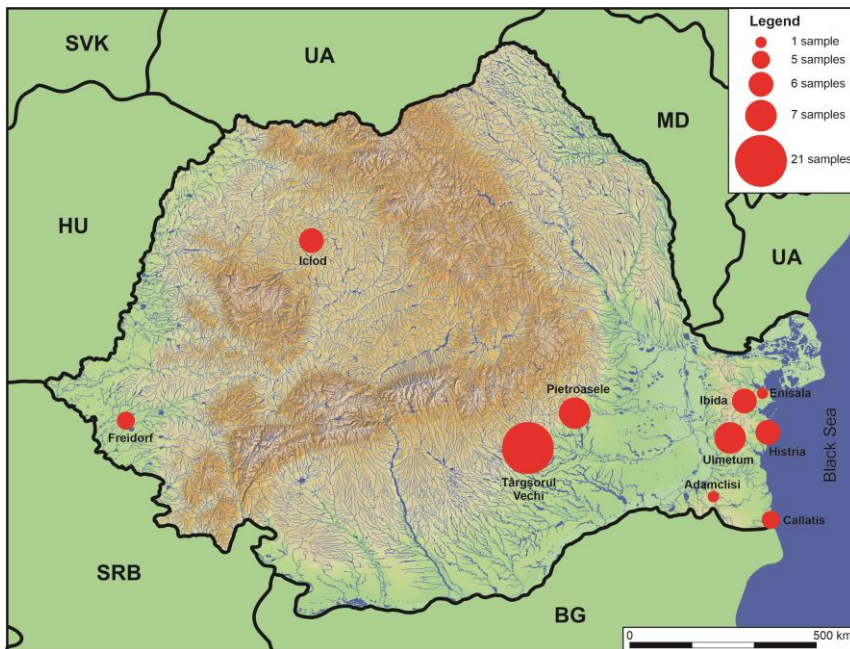 SVK
UA
Legend
1 sample
5 samples
6 samples
7 samples
21 samples
MD
HU
UA
Iclod
Pietroasele
Enisala
Ibida
Freidorf
Histria
Ulmetum
Târgșorul
Vechi
Adamclisi
Callatis
Black Sea
SRB
BG
0
500 km